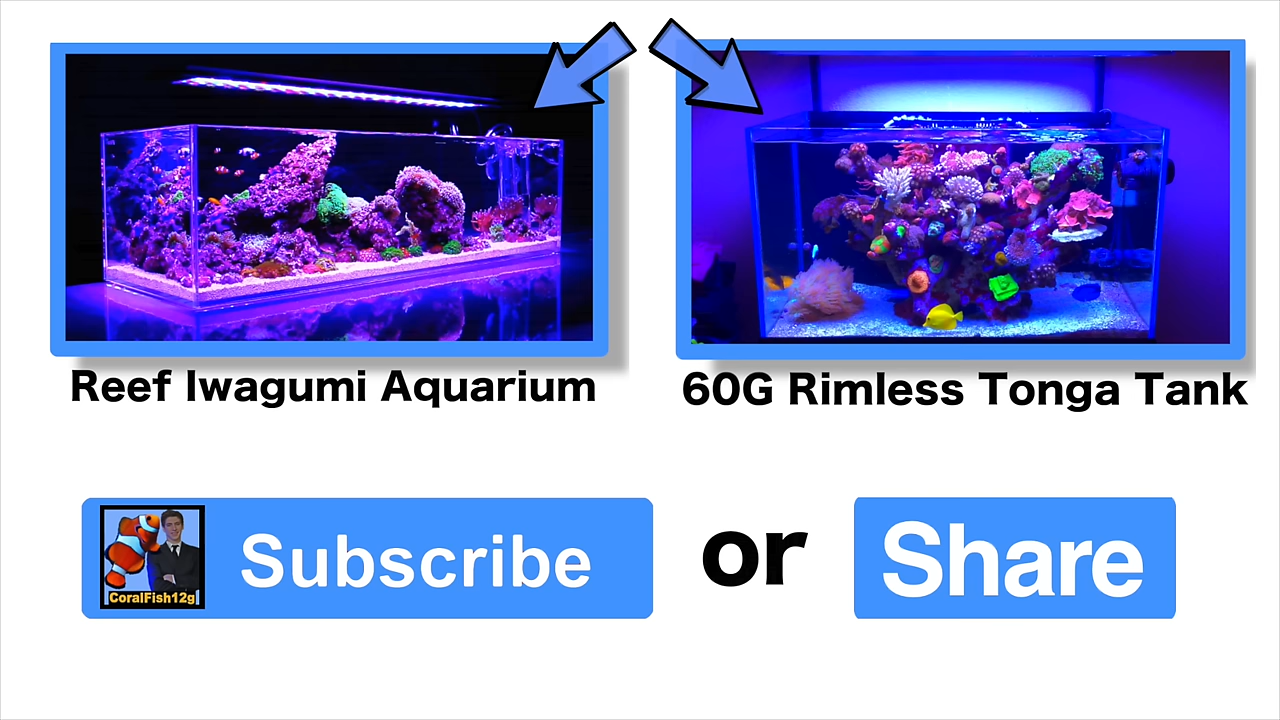 Reef Iwagumi Aquarium
60G Rimless Tonga Tank
CoralFish12g
Subscribe
or
Share